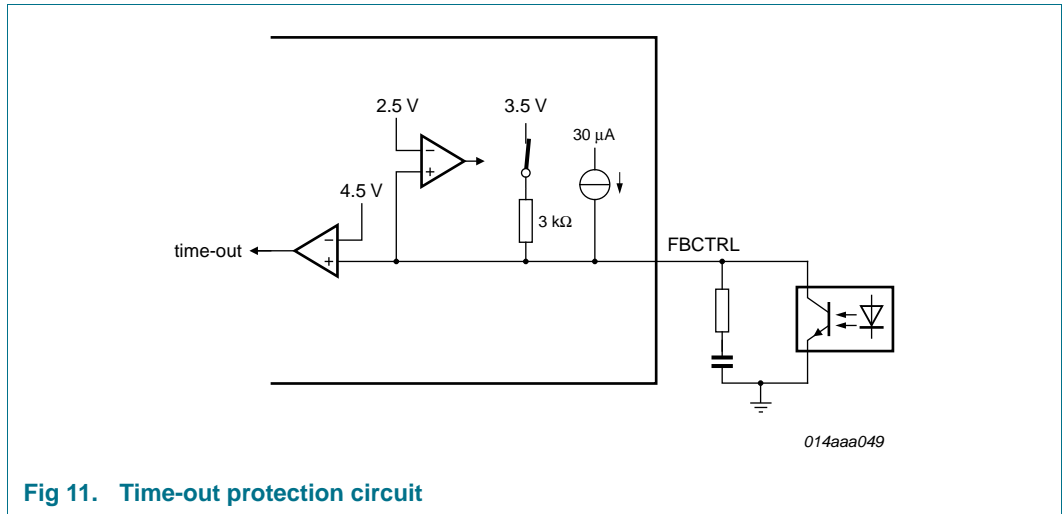 2.5 V
3.5 V
30 μA
−
+
4.5 V
3 kΩ
time-out
−
+
FBCTRL
014aaa049
Fig 11. Time-out protection circuit